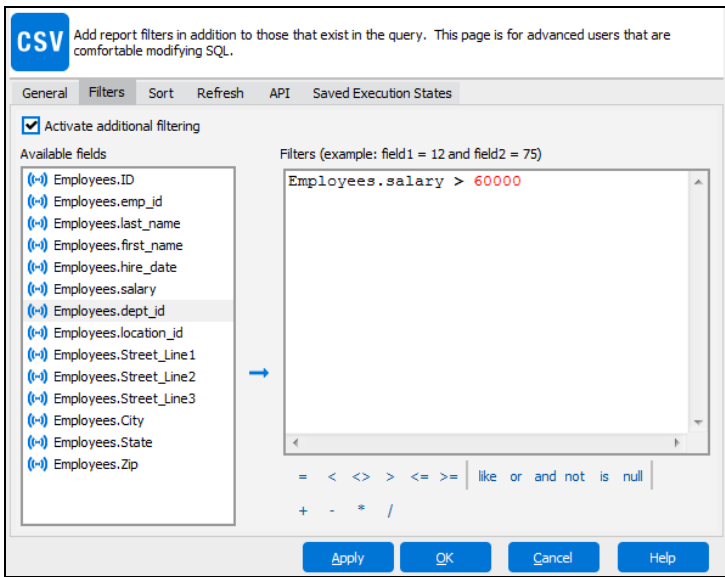 CSV
Add report filters in addition to those that exist in the query. This page is for advanced users that are
comfortable modifying SQL.
General Filters Sort Refresh API Saved Execution States
Activate additional filtering
Available fields
Filters (example: field1 = 12 and field2 = 75)
Employees.ID
Employees.emp_id
Employees.last_name
Employees.first_name
Employees.hire_date
Employees.salary
Employees.dept_id
Employees.location_id
Employees.Street_Line1
Employees.Street_Line2
Employees.Street_Line3
Employees.City
Employees.State
Employees.Zip
Employees.salary > 60000
= < <> > <= >= like or and not is null
+ - * /
Apply OK Cancel Help